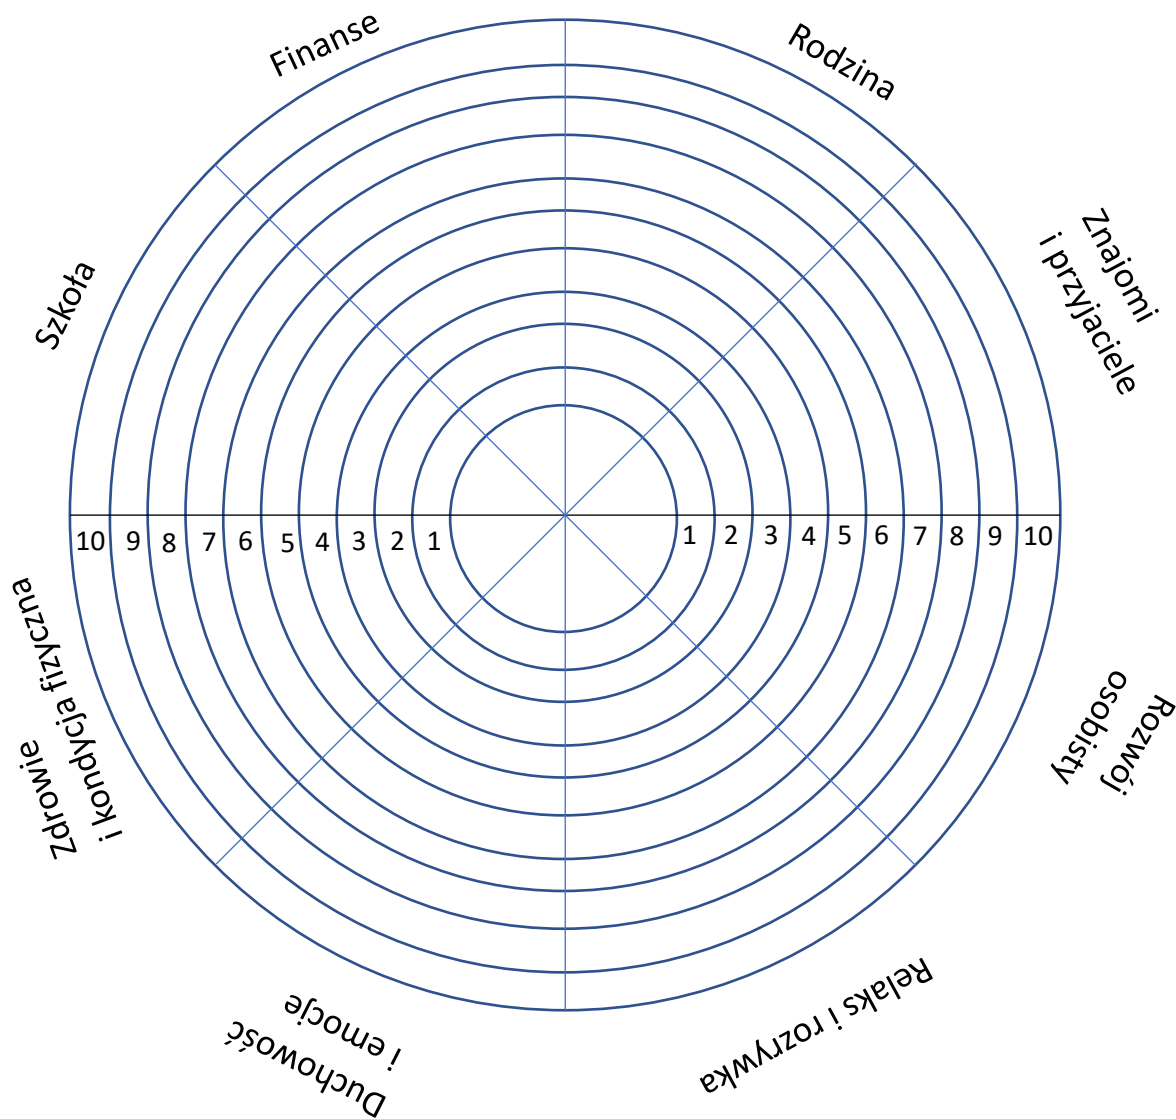 Finanse
Rodzina
Znajomi
i przyjaciele
Szkoła
10 9 8 7 6 5 4 3 2 1 1 2 3 4 5 6 7 8 9 10
Zdrowie
i kondycja fizyczna
Rozwój
osobisty
Duchowość
i emocje
Relaks i rozrywka